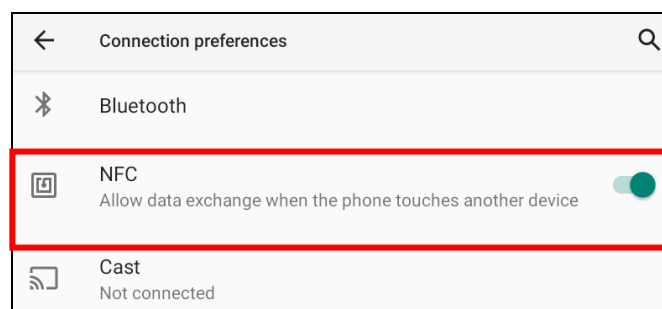 Connection preferences
Bluetooth
NFC
Allow data exchange when the phone touches another device
Cast
Not connected